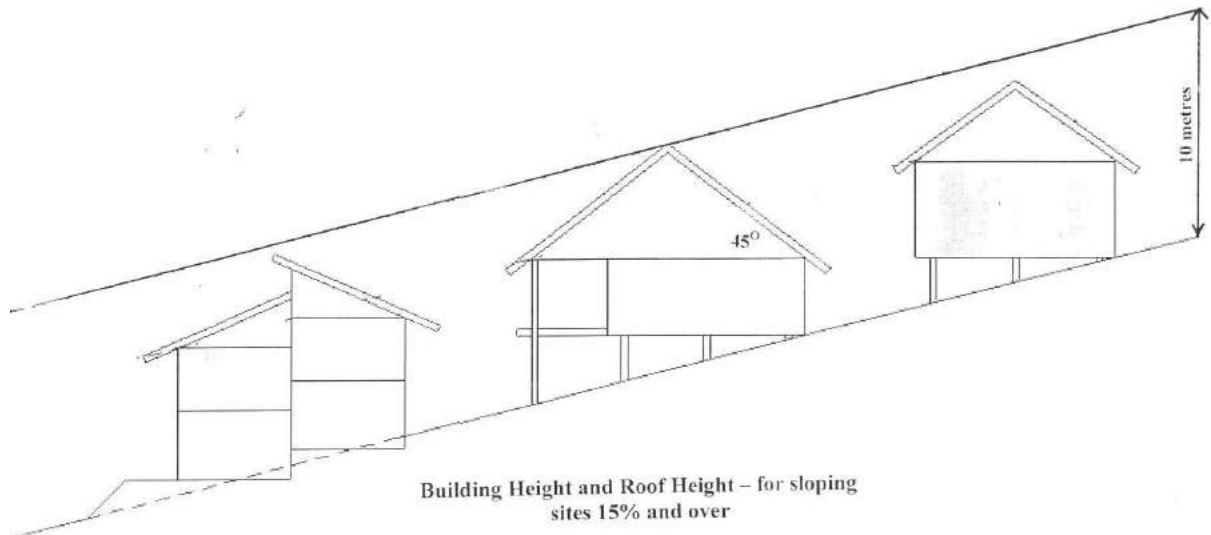 10 metres
45°
Building Height and Roof Height – for sloping
sites 15% and over